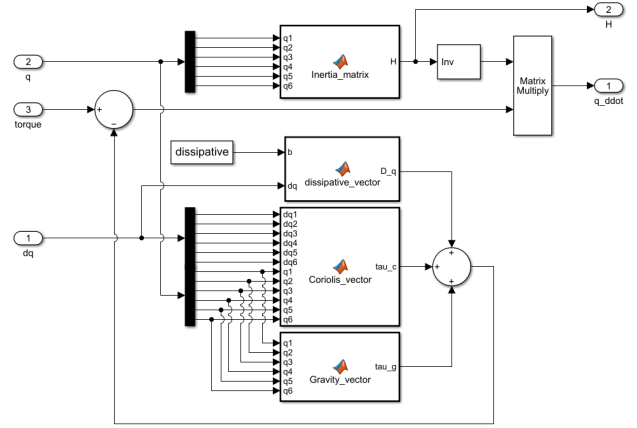 2
H
q1
q2
q3
q4
q5
q6
H
Inertia_matrix
Inv
Matrix
Multiply
1
q_ddot
2
q
3
torque
+
−
dissipative
b
dq
D_q
dissipative_vector
1
dq
dq1
dq2
dq3
dq4
dq5
dq6
q1
q2
q3
q4
q5
q6
tau_c
Coriolis_vector
+
+
+
q1
q2
q3
q4
q5
q6
tau_g
Gravity_vector